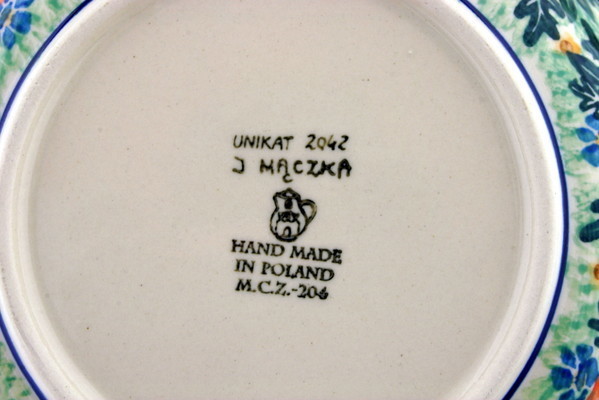 UNIKAT 2042
J MĄCZKA
HAND MADE
IN POLAND
M.C.Z.-206